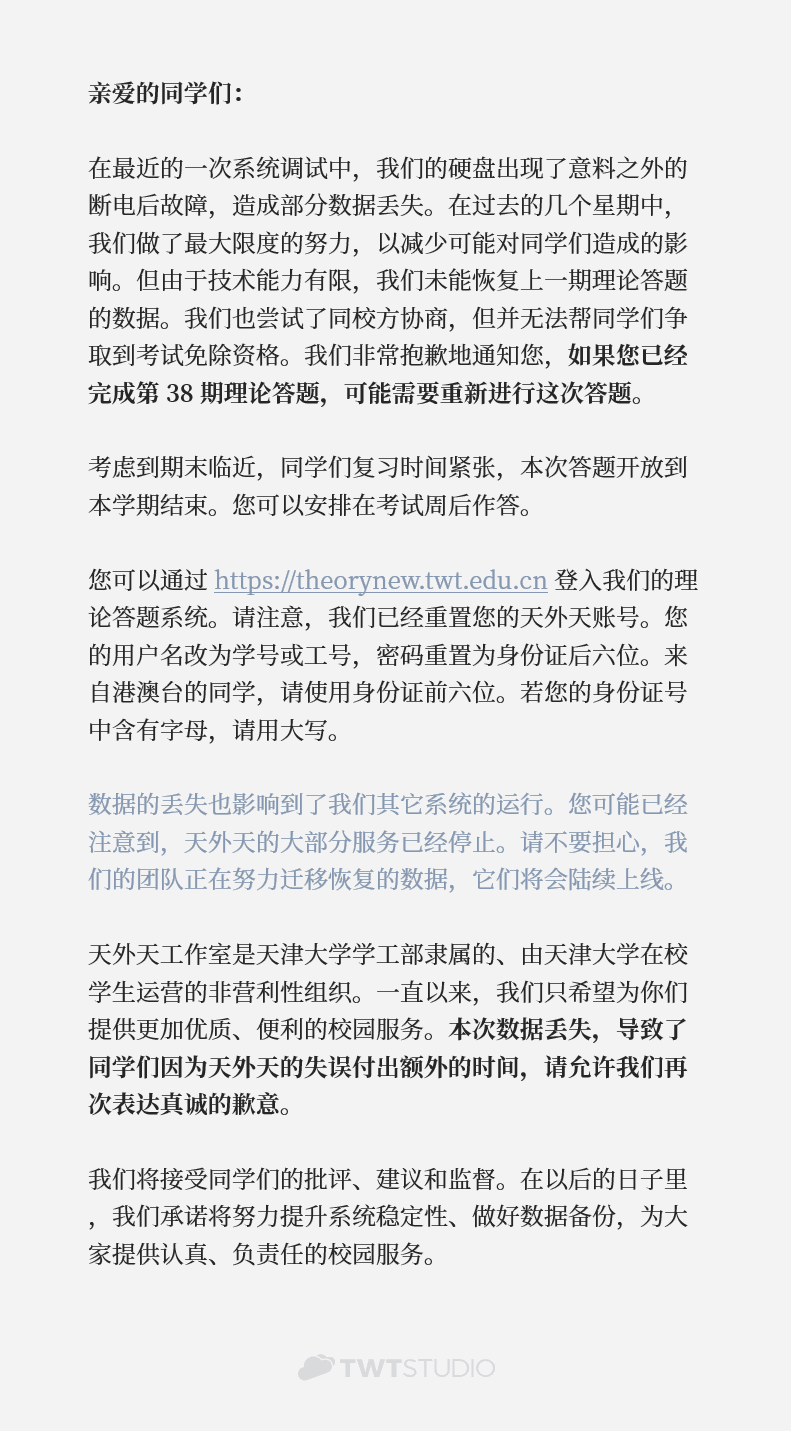 亲爱的同学们：
在最近的一次系统调试中，我们的硬盘出现了意料之外的
断电后故障，造成部分数据丢失。在过去的几个星期中，
我们做了最大限度的努力，以减少可能对同学们造成的影
响。但由于技术能力有限，我们未能恢复上一期理论答题
的数据。我们也尝试了同校方协商，但并无法帮同学们争
取到考试免除资格。我们非常抱歉地通知您，如果您已经
完成第 38 期理论答题，可能需要重新进行这次答题。
考虑到期末临近，同学们复习时间紧张，本次答题开放到
本学期结束。您可以安排在考试周后作答。
您可以通过 https://theorynew.twt.edu.cn 登入我们的理
论答题系统。请注意，我们已经重置您的天外天账号。您
的用户名改为学号或工号，密码重置为身份证后六位。来
自港澳台的同学，请使用身份证前六位。若您的身份证号
中含有字母，请用大写。
数据的丢失也影响到了我们其它系统的运行。您可能已经
注意到，天外天的大部分服务已经停止。请不要担心，我
们的团队正在努力迁移恢复的数据，它们将会陆续上线。
天外天工作室是天津大学学工部隶属的、由天津大学在校
学生运营的非营利性组织。一直以来，我们只希望为你们
提供更加优质、便利的校园服务。本次数据丢失，导致了
同学们因为天外天的失误付出额外的时间，请允许我们再
次表达真诚的歉意。
我们将接受同学们的批评、建议和监督。在以后的日子里
，我们承诺将努力提升系统稳定性、做好数据备份，为大
家提供认真、负责任的校园服务。
TWTSTUDIO